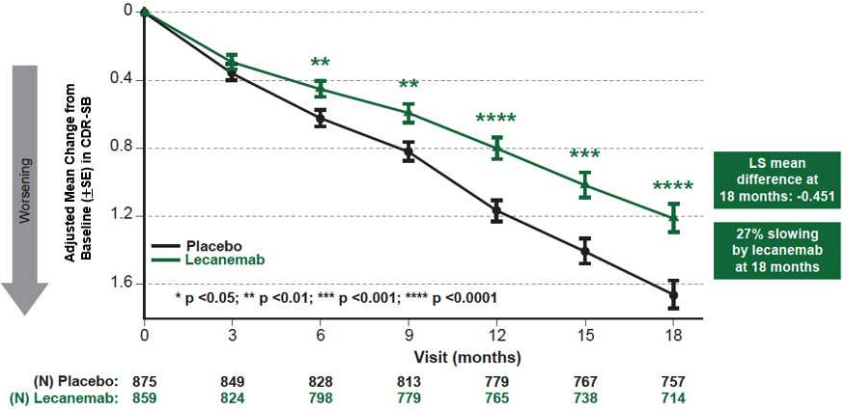 0
0.4
0.8
1.2
1.6
Worsening
Adjusted Mean Change from
Baseline (±SE) in CDR-SB
**
**
****
***
****
LS mean
difference at
18 months: -0.451
27% slowing
by lecanemab
at 18 months
Placebo
Lecanemab
* p <0.05; ** p <0.01; *** p <0.001; **** p <0.0001
0 3 6 9 12 15 18
Visit (months)
(N) Placebo: 875 849 828 813 779 767 757
(N) Lecanemab: 859 824 798 779 765 738 714